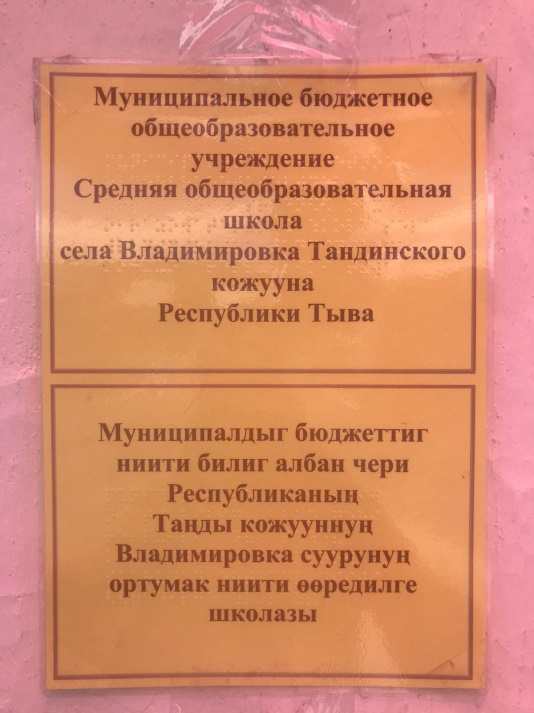 Муниципальное бюджетное
общеобразовательное
учреждение
Средняя общеобразовательная
школа
села Владимировка Тандинского
кожууна
Республики Тыва
Муниципалдыг бюджеттиг
ниити билиг албан чери
Республиканың
Таңды кожууннуң
Владимировка суурунуң
ортумак ниити өөредилге
школазы